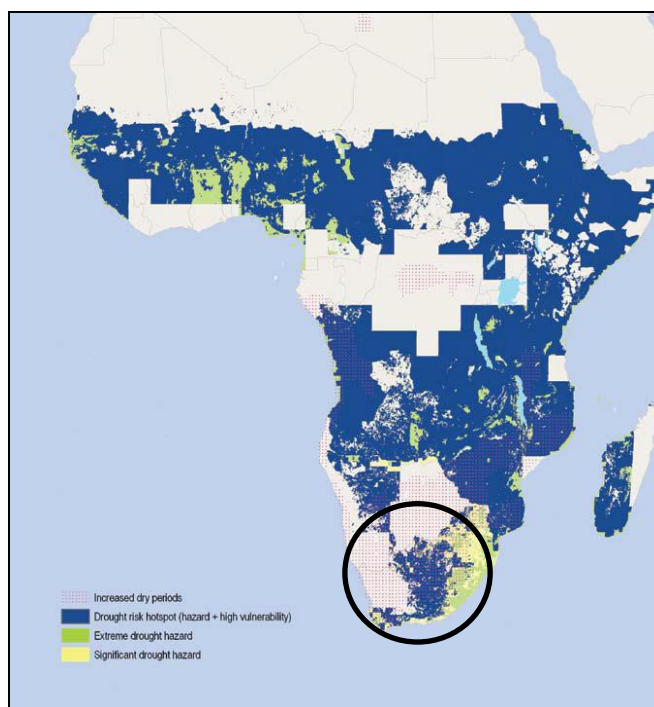 Increased dry periods
Drought risk hotspot (hazard + high vulnerability)
Extreme drought hazard
Significant drought hazard